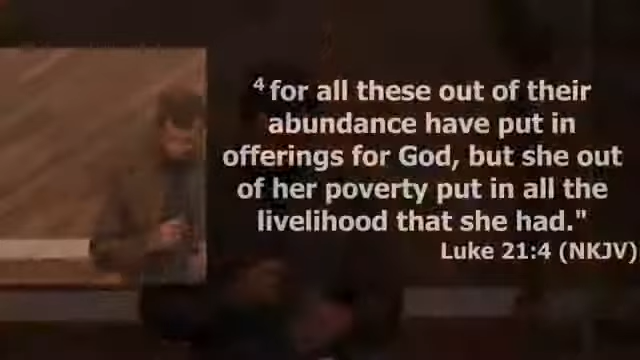 4 for all these out of their
abundance have put in
offerings for God, but she out
of her poverty put in all the
livelihood that she had."
Luke 21:4 (NKJV)